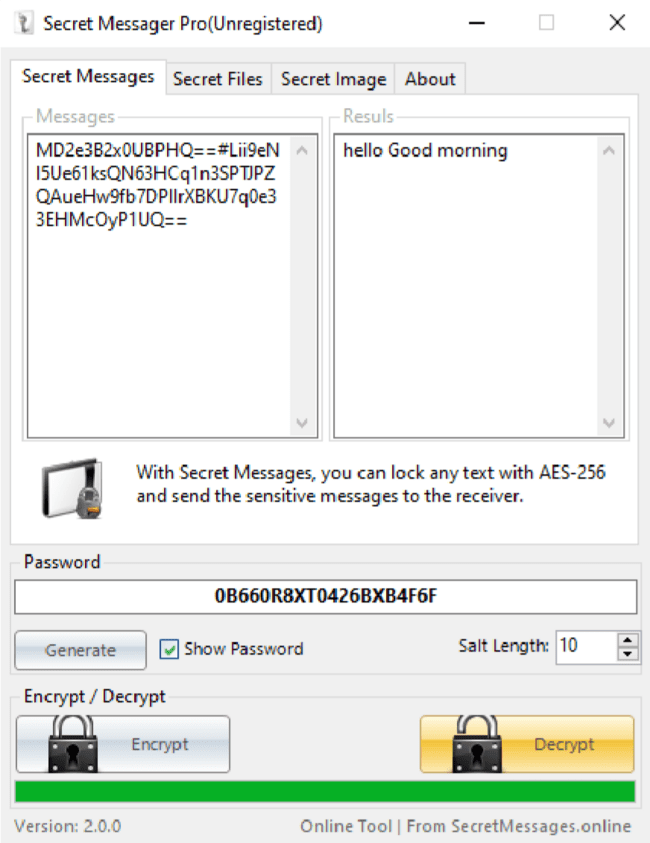 Secret Messager Pro(Unregistered)
Secret Messages Secret Files Secret Image About
Messages
MD2e3B2x0UBPHQ==#Lii9eN
I5Ue61ksQN63HCq1n3SPTJPZ
QAueHw9fb7DPIIrXBKU7q0e3
3EHMcOyP1UQ==
Resuls
hello Good morning
With Secret Messages, you can lock any text with AES-256
and send the sensitive messages to the receiver.
Password
0B660R8XT0426BXB4F6F
Generate Show Password Salt Length: 10
Encrypt / Decrypt
Encrypt Decrypt
Version: 2.0.0 Online Tool | From SecretMessages.online